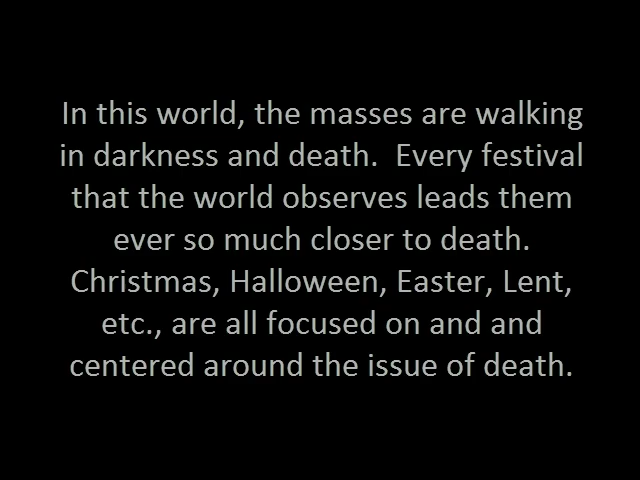 In this world, the masses are walking
in darkness and death.  Every festival
that the world observes leads them
ever so much closer to death.
Christmas, Halloween, Easter, Lent,
etc., are all focused on and and
centered around the issue of death.